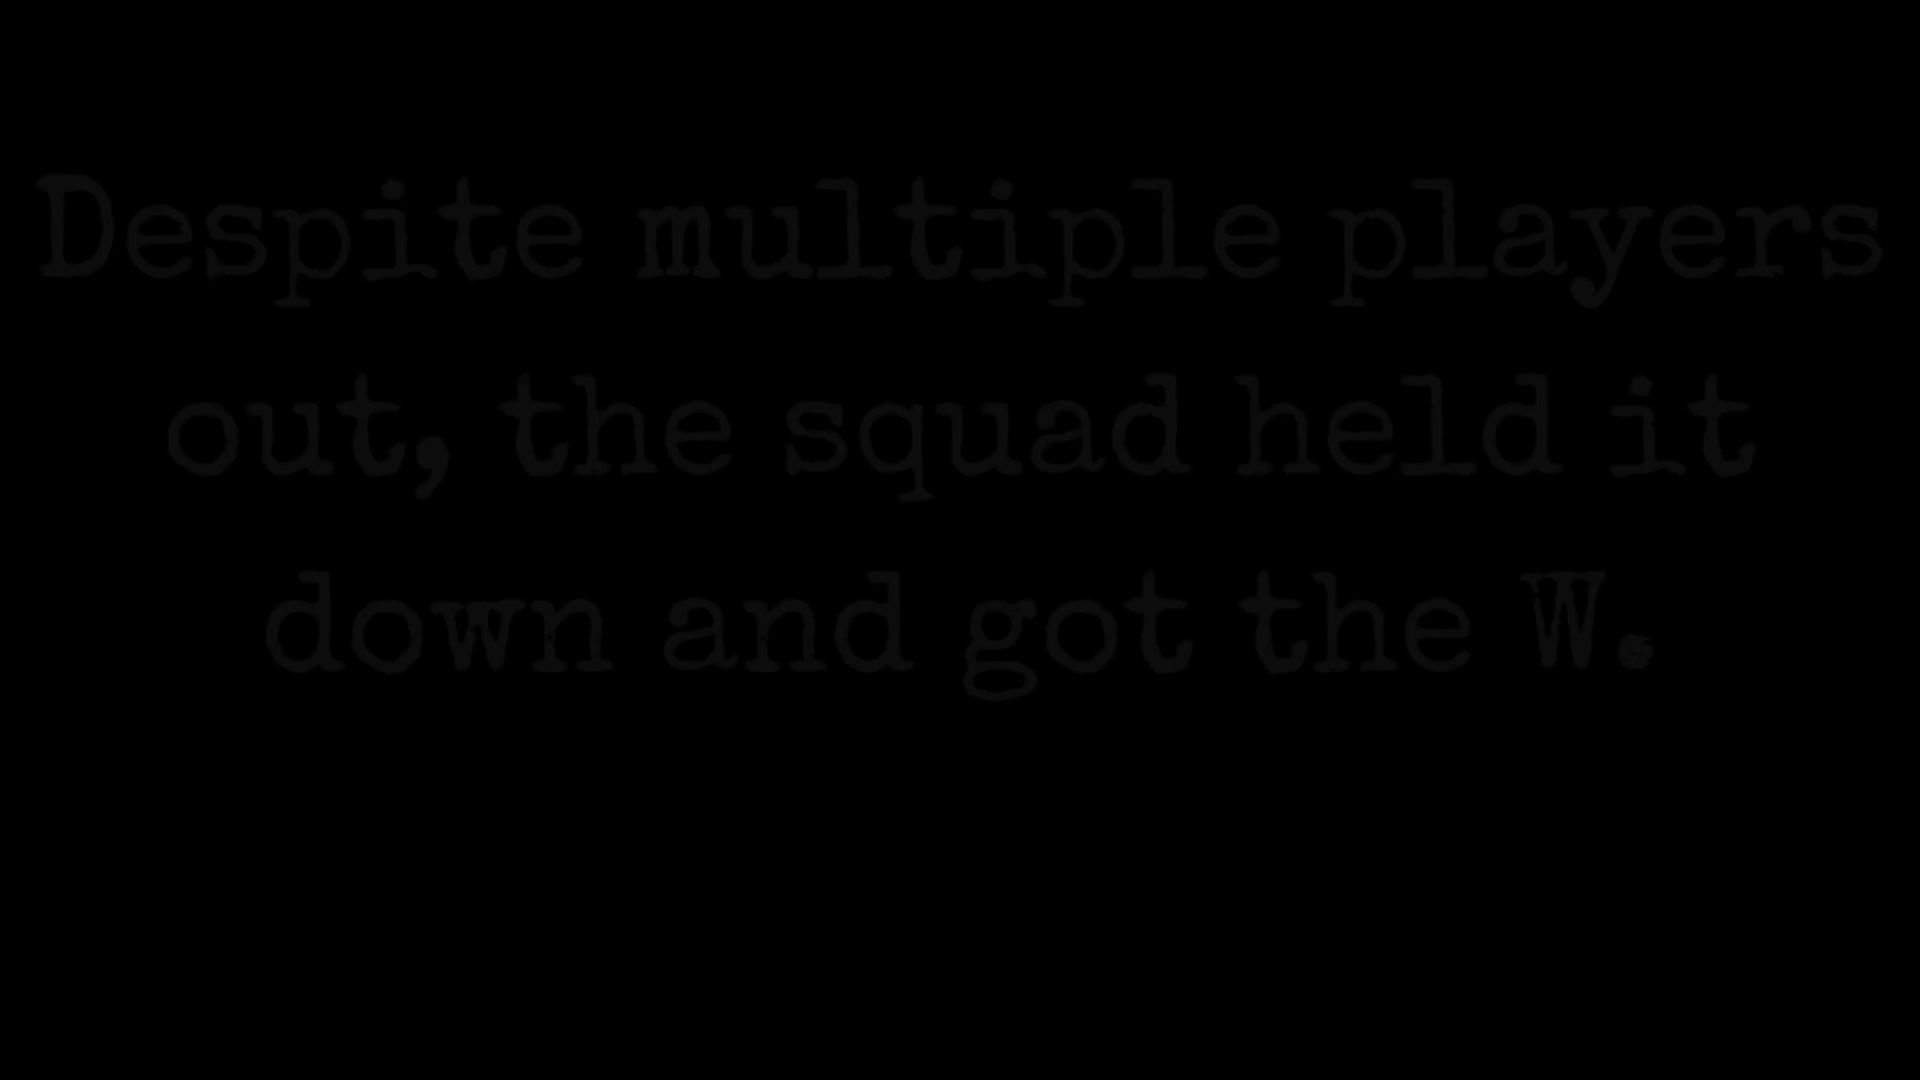 Despite multiple players
out, the squad held it
down and got the W.